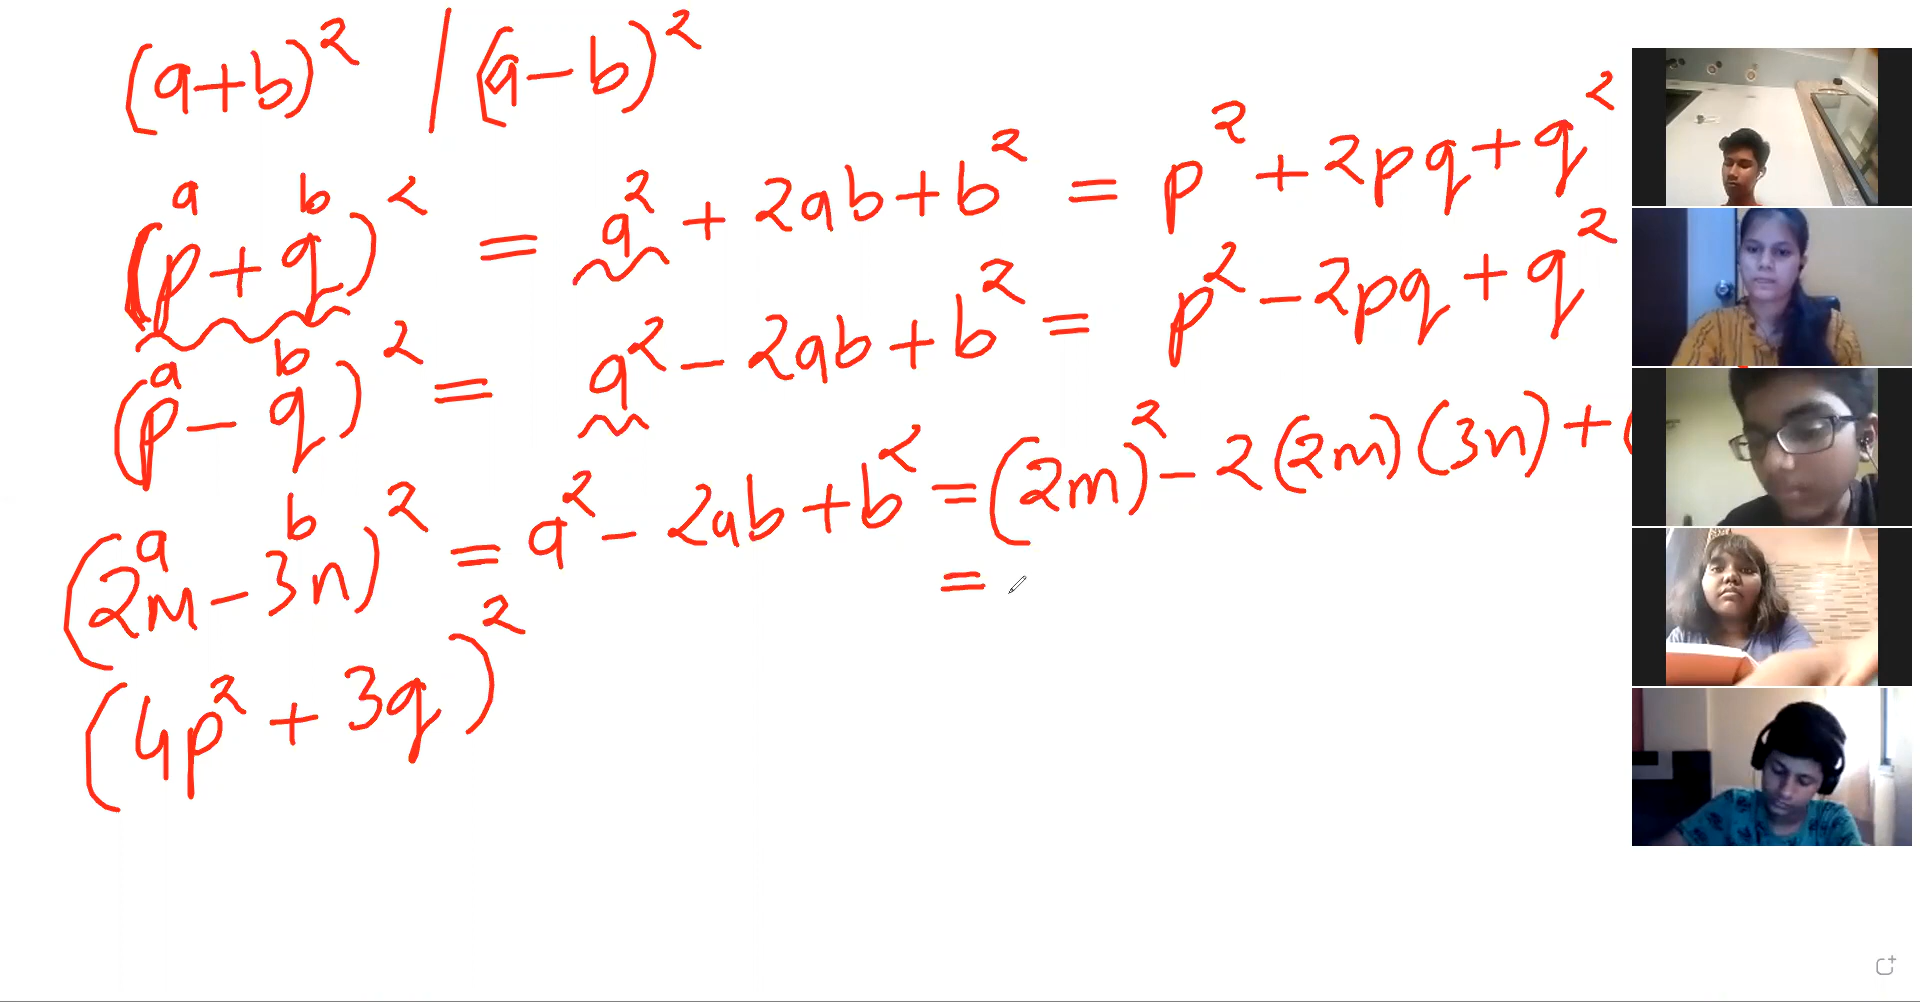 (a+b)² / (a-b)²
a b
(p+q)² = a² + 2ab + b² = p² + 2pq + q²
a b
(p-q)² = a² - 2ab + b² = p² - 2pq + q²
a b
(2m-3n)² = a² - 2ab + b² = (2m)² - 2(2m)(3n) + (
=
(4p² + 3q)²